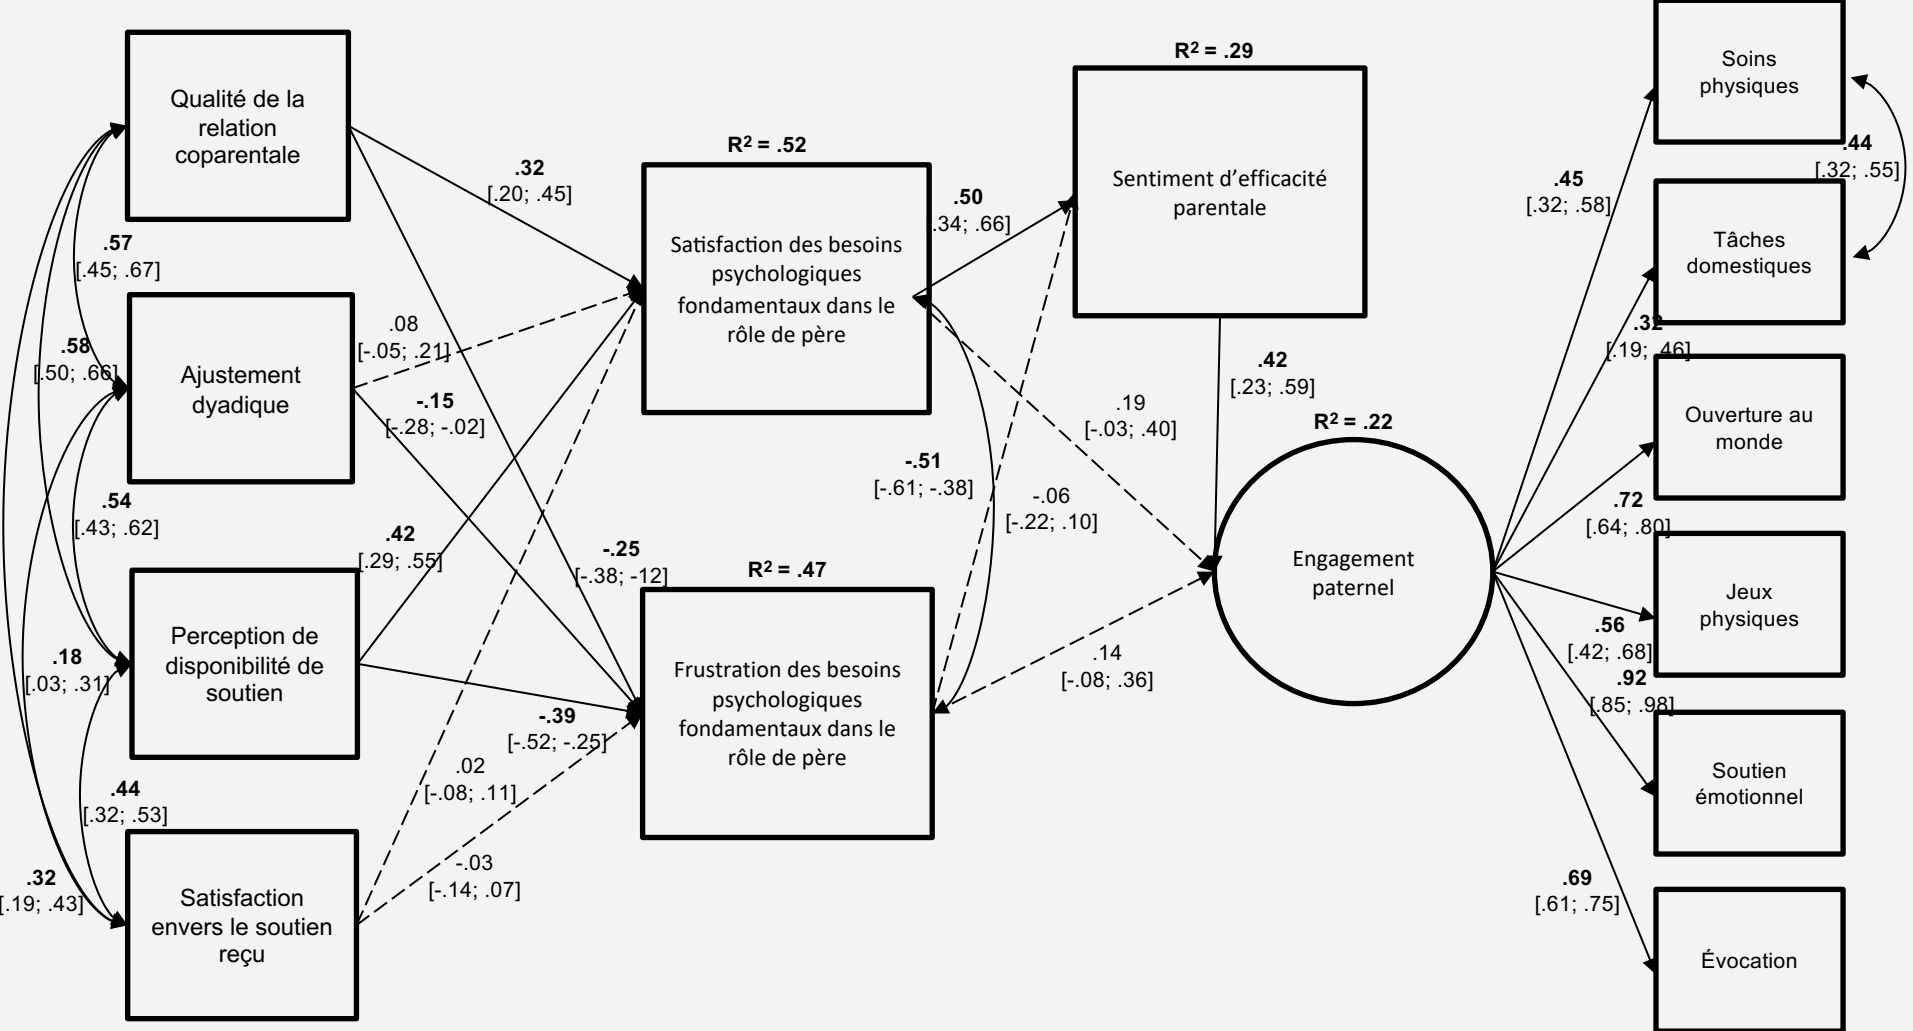 Qualité de la
relation
coparentale
Ajustement
dyadique
Perception de
disponibilité de
soutien
Satisfaction
envers le soutien
reçu
.57
[.45; .67]
.58
[.50; .66]
.54
[.43; .62]
.18
[.03; .31]
.44
[.32; .53]
.32
[.19; .43]
.32
[.20; .45]
.08
[-.05; .21]
-.15
[-.28; -.02]
.42
[.29; .55]
-.25
[-.38; -12]
-.39
[-.52; -.25]
.02
[-.08; .11]
-.03
[-.14; .07]
R² = .52
Satisfaction des besoins
psychologiques
fondamentaux dans le
rôle de père
R² = .47
Frustration des besoins
psychologiques
fondamentaux dans le
rôle de père
.50
.34; .66]
-.51
[-.61; -.38]
-.06
[-.22; .10]
.19
[-.03; .40]
.14
[-.08; .36]
R² = .29
Sentiment d’efficacité
parentale
.42
[.23; .59]
R² = .22
Engagement
paternel
.45
[.32; .58]
.32
[.19; .46]
.72
[.64; .80]
.56
[.42; .68]
.92
[.85; .98]
.69
[.61; .75]
Soins
physiques
Tâches
domestiques
Ouverture au
monde
Jeux
physiques
Soutien
émotionnel
Évocation
.44
[.32; .55]